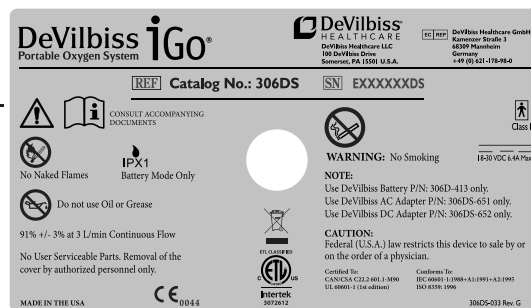 DeVilbiss iGo®
Portable Oxygen System
DeVilbiss®
HEALTHCARE
DeVilbiss Healthcare LLC
100 DeVilbiss Drive
Somerset, PA 15501 U.S.A.
EC REP
DeVilbiss Healthcare GmbH
Kamenzer Straße 3
68309 Mannheim
Germany
+49 (0) 621-178-98-0
REF Catalog No.: 306DS
SN EXXXXXXDS
CONSULT ACCOMPANYING
DOCUMENTS
No Naked Flames
IPX1
Battery Mode Only
Do not use Oil or Grease
91% +/- 3% at 3 L/min Continuous Flow
No User Serviceable Parts. Removal of the
cover by authorized personnel only.
MADE IN THE USA
CE 0044
ETL CLASSIFIED
C ETL US
Intertek
3072612
WARNING: No Smoking
Class I
18-30 VDC 6.4A Max
NOTE:
Use DeVilbiss Battery P/N: 306D-413 only.
Use DeVilbiss AC Adapter P/N: 306DS-651 only.
Use DeVilbiss DC Adapter P/N: 306DS-652 only.
CAUTION:
Federal (U.S.A.) law restricts this device to sale by or
on the order of a physician.
Certified To:
CAN/CSA C22.2 601.1-M90
UL 60601-1 (1st edition)
Conforms To:
IEC 60601-1:1988+A1:1991+A2:1995
ISO 8359: 1996
306DS-033 Rev. G